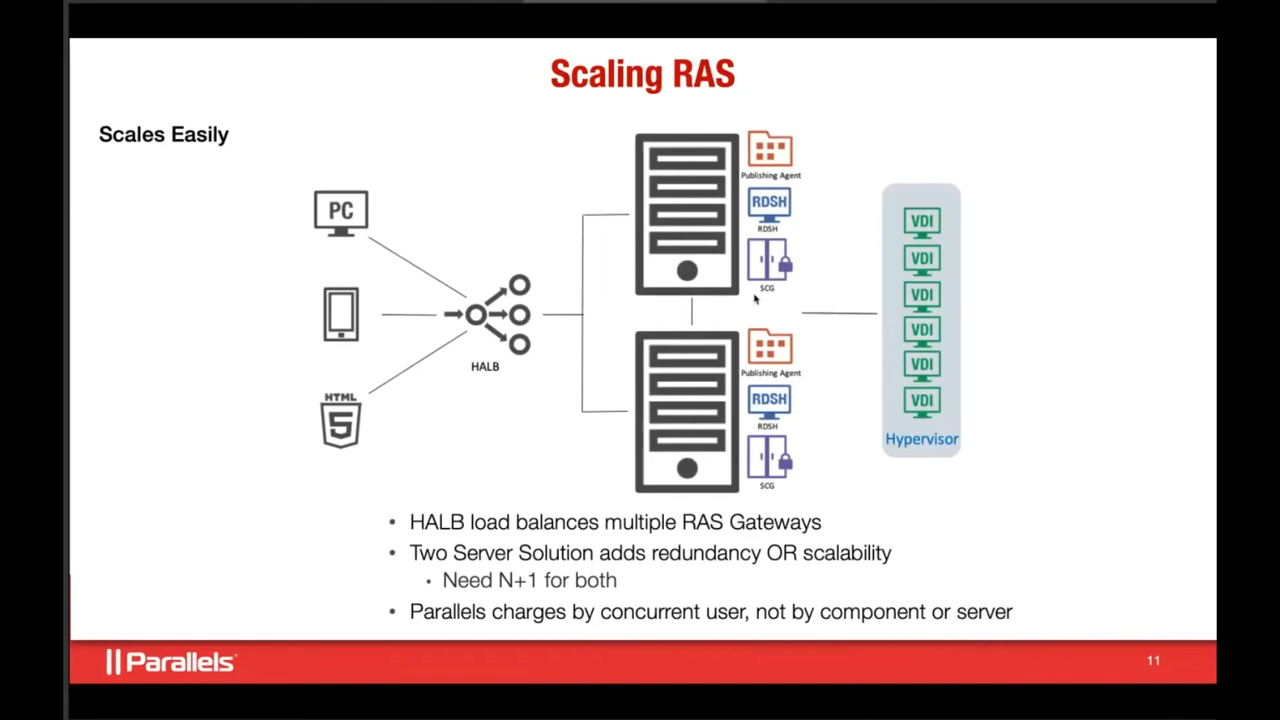 Scaling RAS
Scales Easily
PC
HTML
5
HALB
Publishing Agent
RDSH
RDSH
SCG
Publishing Agent
RDSH
RDSH
SCG
VDI
VDI
VDI
VDI
VDI
VDI
Hypervisor
• HALB load balances multiple RAS Gateways
• Two Server Solution adds redundancy OR scalability
• Need N+1 for both
• Parallels charges by concurrent user, not by component or server
Parallels
11